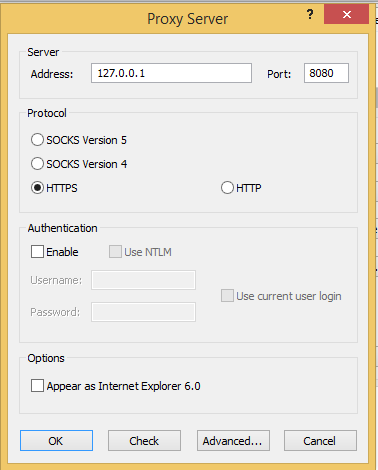 Proxy Server
?
Server
Address: 127.0.0.1 Port: 8080
Protocol
SOCKS Version 5
SOCKS Version 4
HTTPS HTTP
Authentication
Enable Use NTLM
Username:
Use current user login
Password:
Options
Appear as Internet Explorer 6.0
OK Check Advanced... Cancel